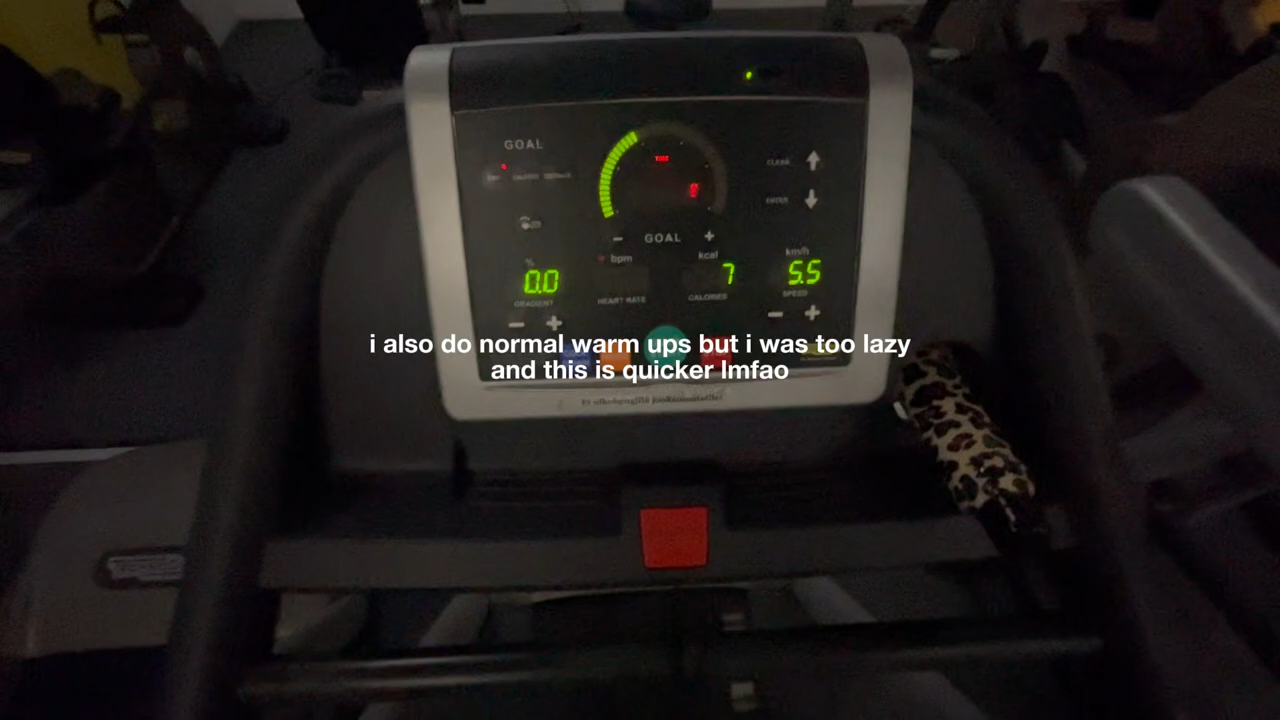 GOAL
TIME
CLEAR
ENTER
− GOAL +
%
bpm
kcal
km/h
0.0
7
5.5
GRADIENT
HEART RATE
CALORIES
SPEED
− +
− +
i also do normal warm ups but i was too lazy
and this is quicker lmfao